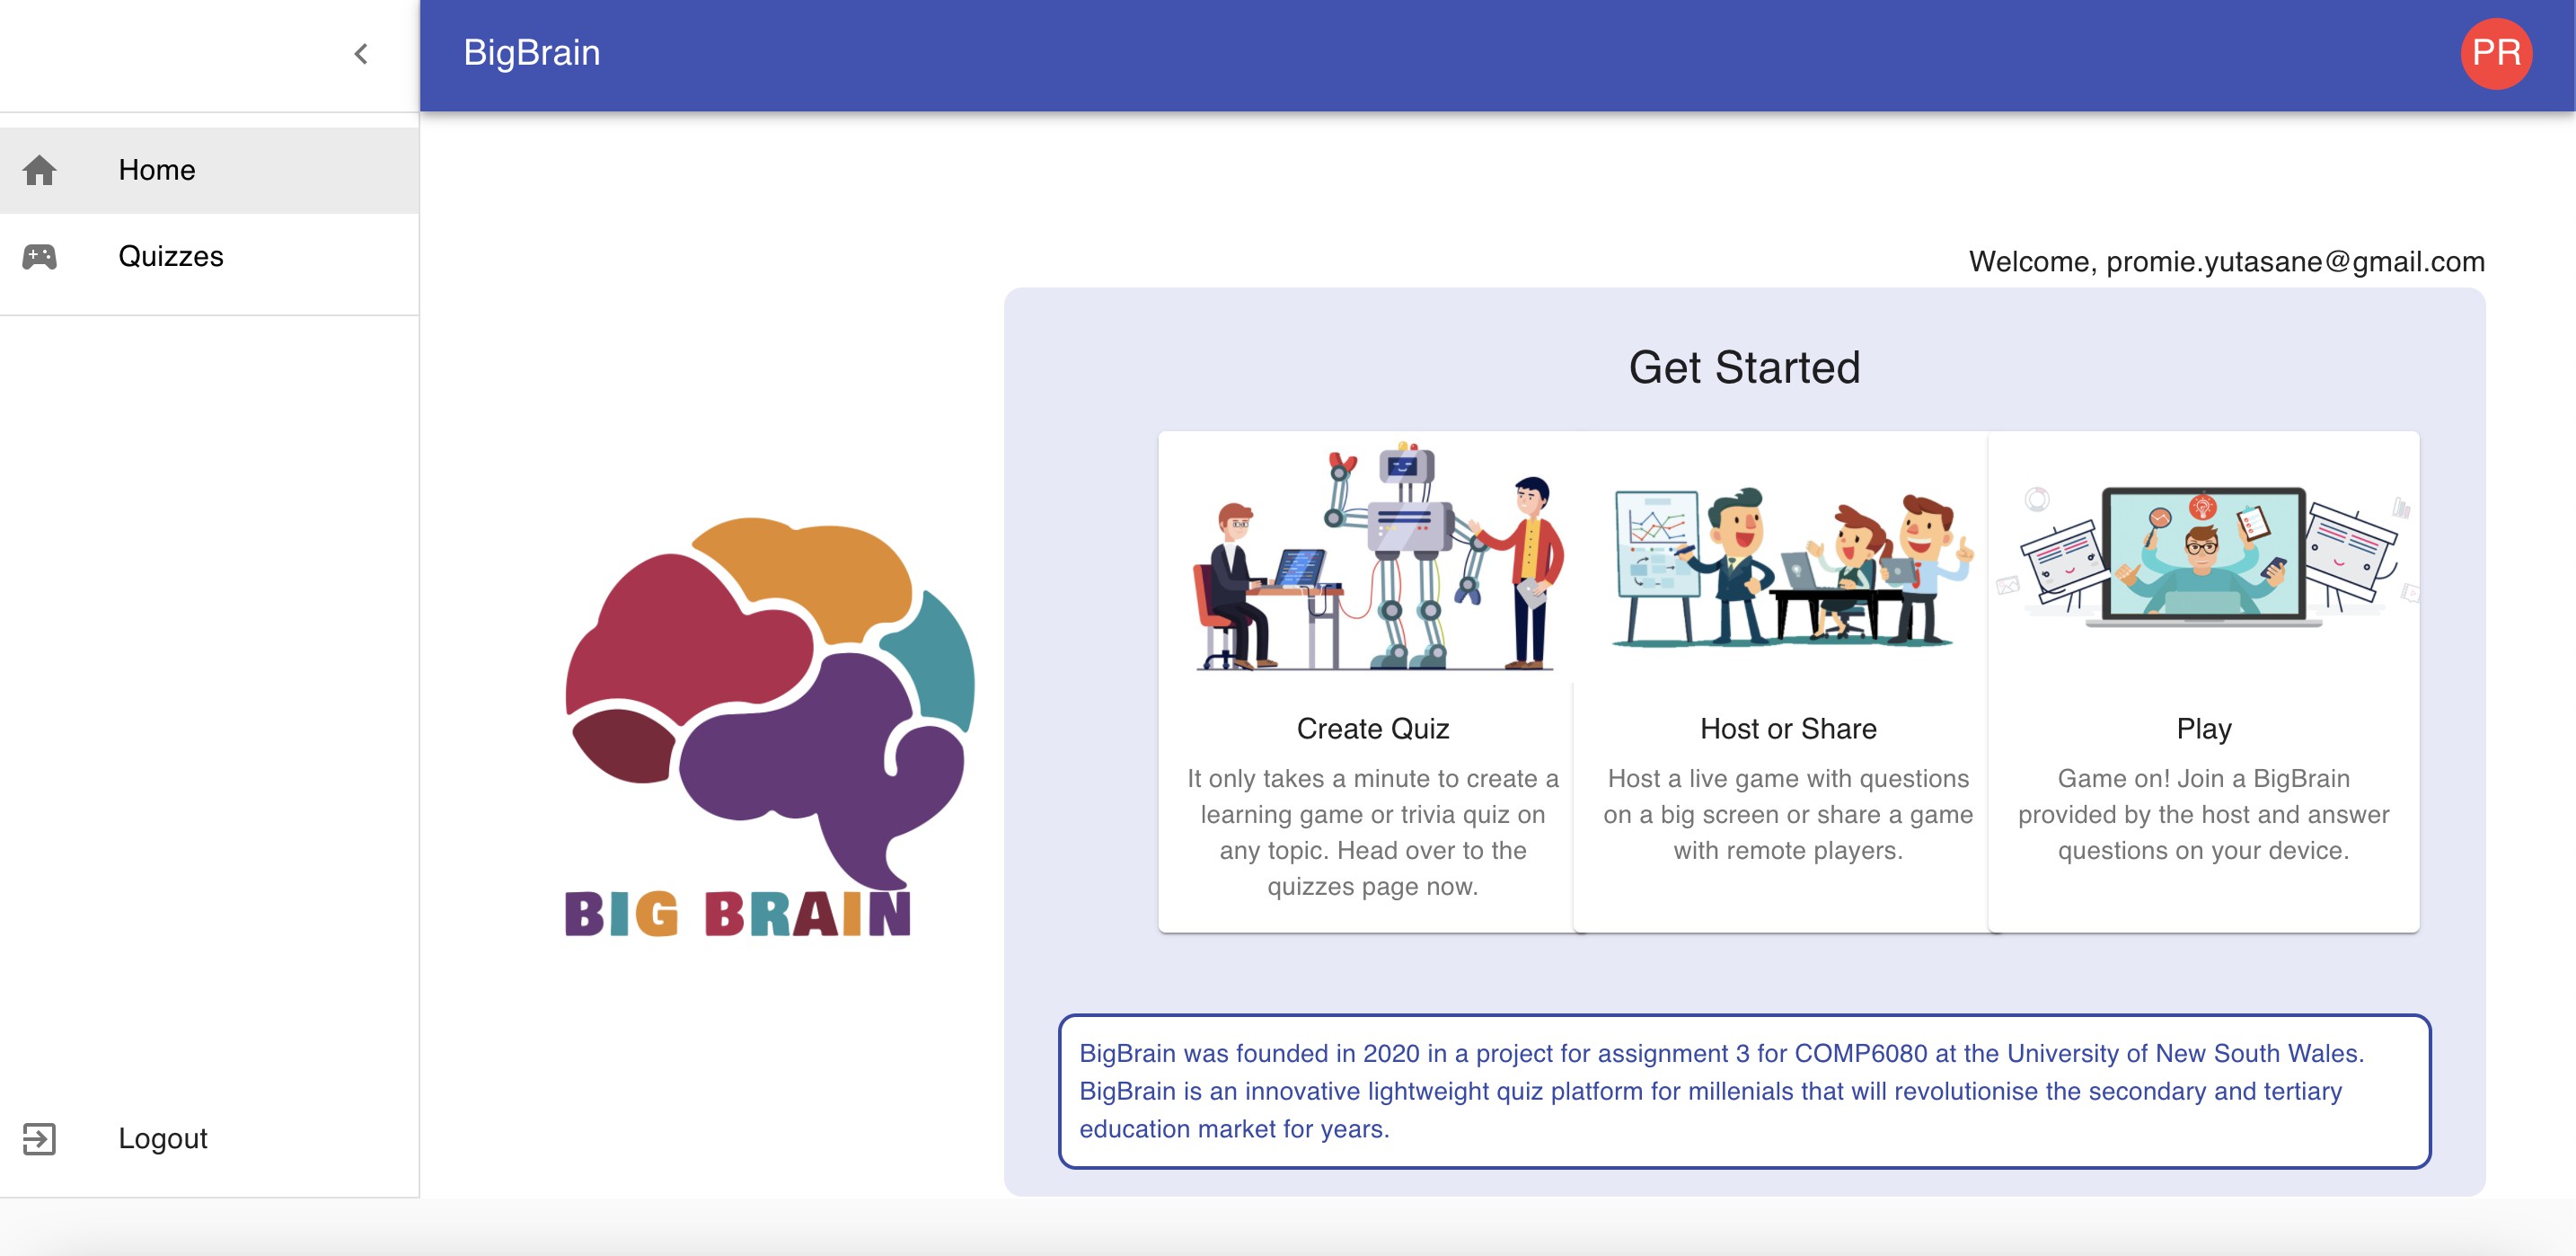 BigBrain
PR
Home
Quizzes
Logout
Welcome, promie.yutasane@gmail.com
BIG BRAIN
Get Started
Create Quiz
It only takes a minute to create a
learning game or trivia quiz on
any topic. Head over to the
quizzes page now.
Host or Share
Host a live game with questions
on a big screen or share a game
with remote players.
Play
Game on! Join a BigBrain
provided by the host and answer
questions on your device.
BigBrain was founded in 2020 in a project for assignment 3 for COMP6080 at the University of New South Wales.
BigBrain is an innovative lightweight quiz platform for millenials that will revolutionise the secondary and tertiary
education market for years.